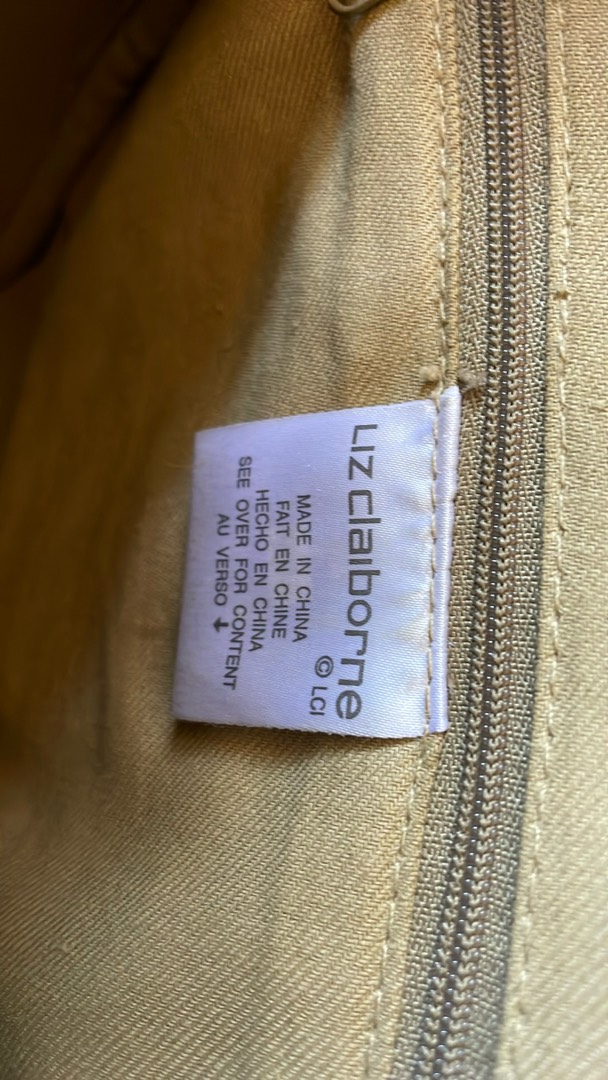 Liz claiborne
© LCI
MADE IN CHINA
FAIT EN CHINE
HECHO EN CHINA
SEE OVER FOR CONTENT
AU VERSO ↓